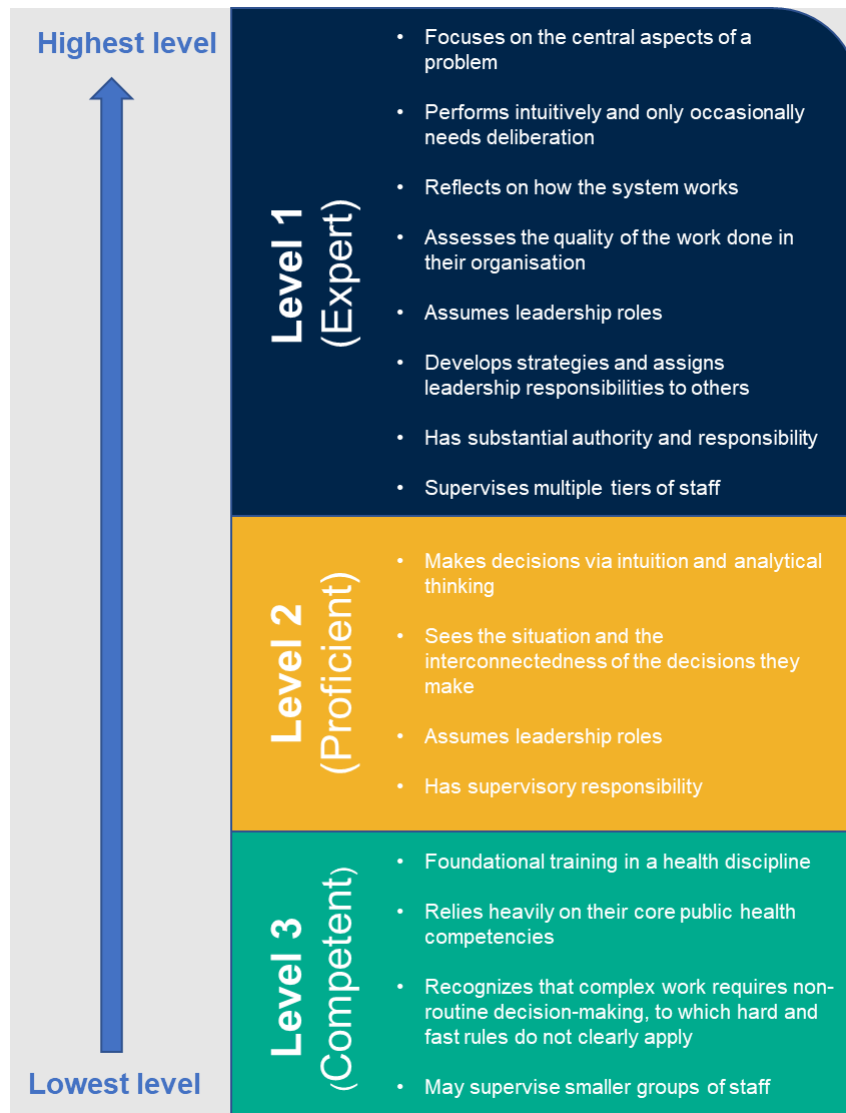 Highest level
Level 1
(Expert)
• Focuses on the central aspects of a
problem
• Performs intuitively and only occasionally
needs deliberation
• Reflects on how the system works
• Assesses the quality of the work done in
their organisation
• Assumes leadership roles
• Develops strategies and assigns
leadership responsibilities to others
• Has substantial authority and responsibility
• Supervises multiple tiers of staff
Level 2
(Proficient)
• Makes decisions via intuition and analytical
thinking
• Sees the situation and the
interconnectedness of the decisions they
make
• Assumes leadership roles
• Has supervisory responsibility
Level 3
(Competent)
• Foundational training in a health discipline
• Relies heavily on their core public health
competencies
• Recognizes that complex work requires non-
routine decision-making, to which hard and
fast rules do not clearly apply
• May supervise smaller groups of staff
Lowest level